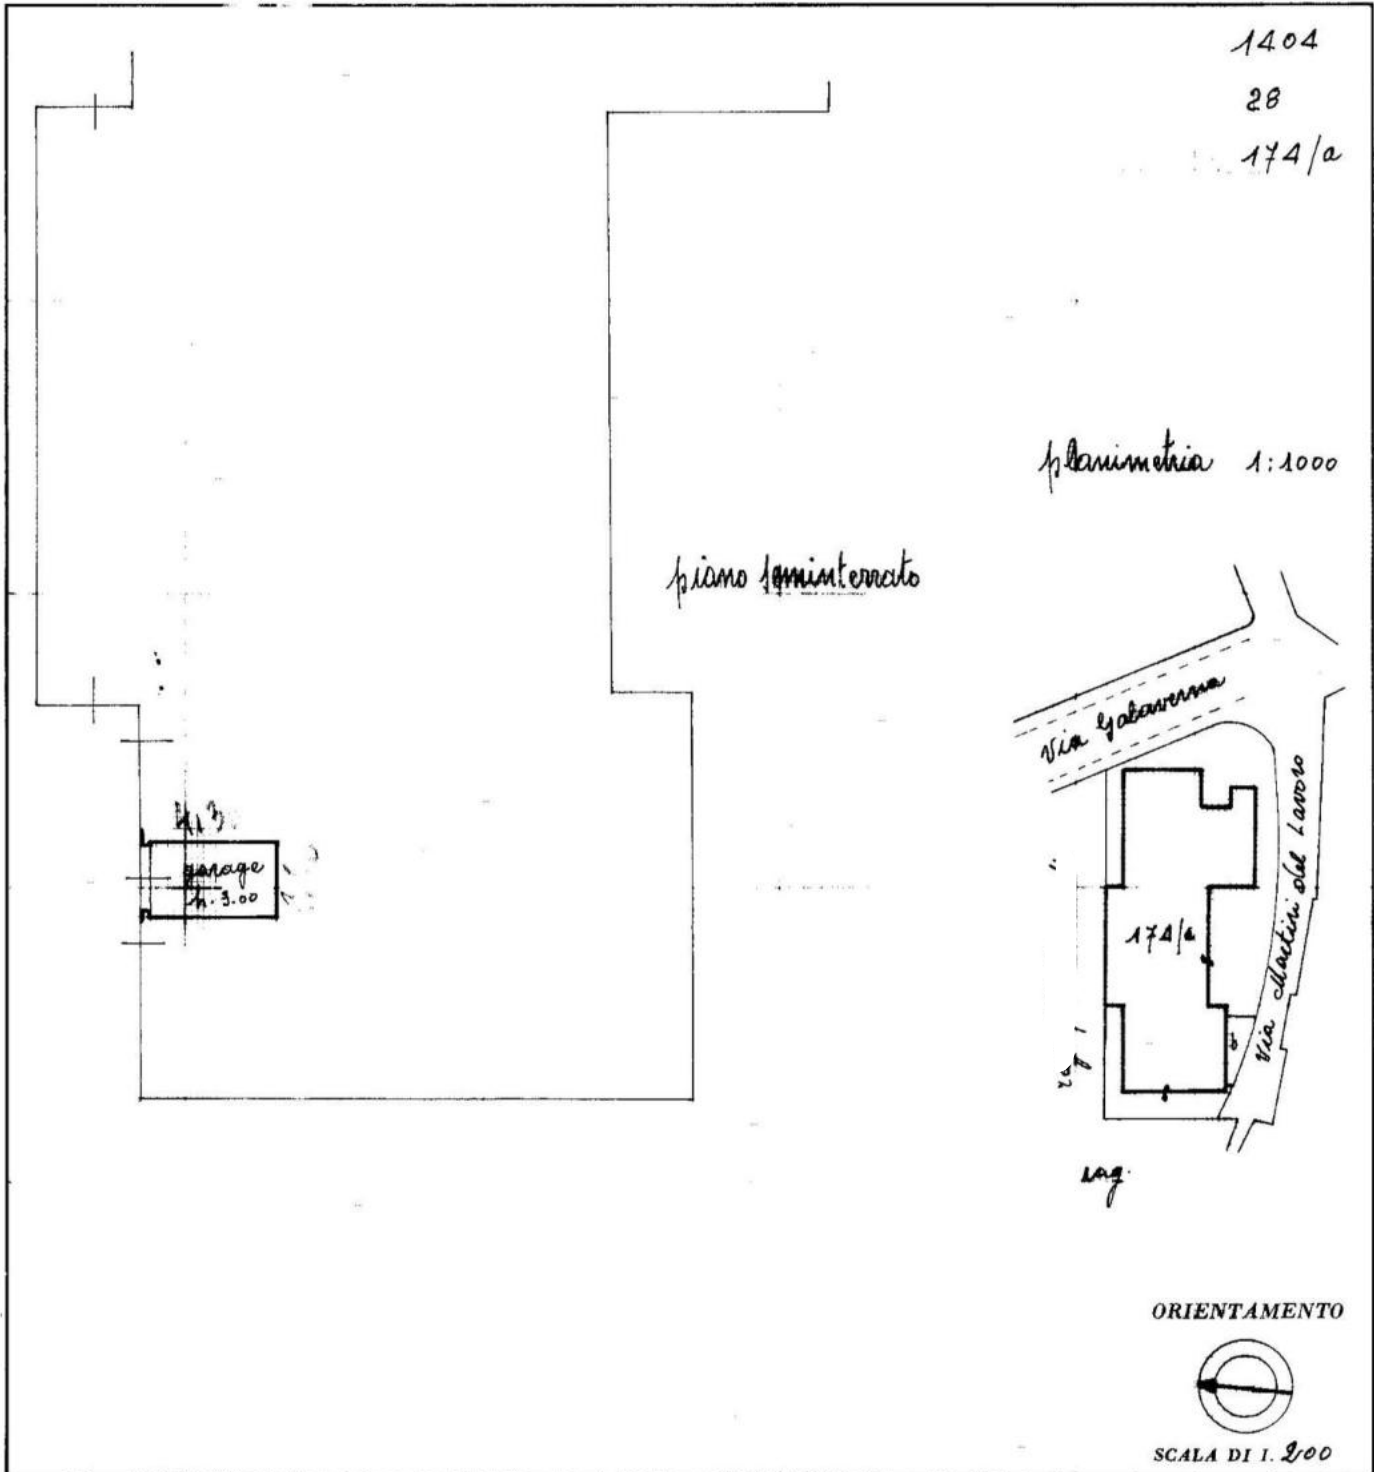 1404
28
174/a
planimetria 1:1000
piano seminterrato
Via Galaverna
garage
h. 3.00
174/a
Via Martiri del Lavoro
rag.
ORIENTAMENTO
SCALA DI 1. 200